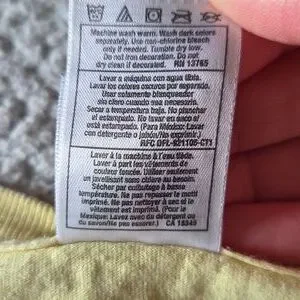 Machine wash warm. Wash dark colors
separately. Use non-chlorine bleach
only if needed. Tumble dry low.
Do not iron decoration. Do not
dry clean if decorated. RN 13765
Lavar a máquina con agua tibia.
Lavar los colores oscuros por separado.
Usar solamente blanqueador
sin cloro cuando sea necesario.
Secar a temperatura baja. No planchar
el estampado. No lavar en seco si
está estampado. (Para México: Lavar
con detergente o jabón/No exprimir.)
RFC DFL-921105-CT1
Laver à la machine à l'eau tiède.
Laver à part les vêtements de
couleur foncée. Utiliser seulement
un javellisant sans chlore au besoin.
Sécher par culbutage à basse
température. Ne pas repasser le motif
imprimé. Ne pas nettoyer à sec si le
vêtement est imprimé. (Pour le
Mexique: Lavez avec du détergent ou
du savon/Ne pas essorer.) CA 18549